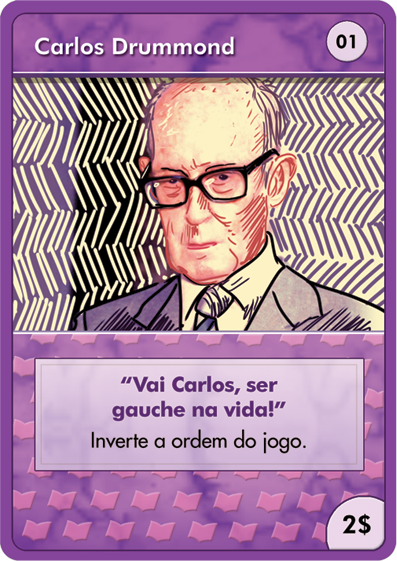 Carlos Drummond
01
“Vai Carlos, ser
gauche na vida!”
Inverte a ordem do jogo.
2$